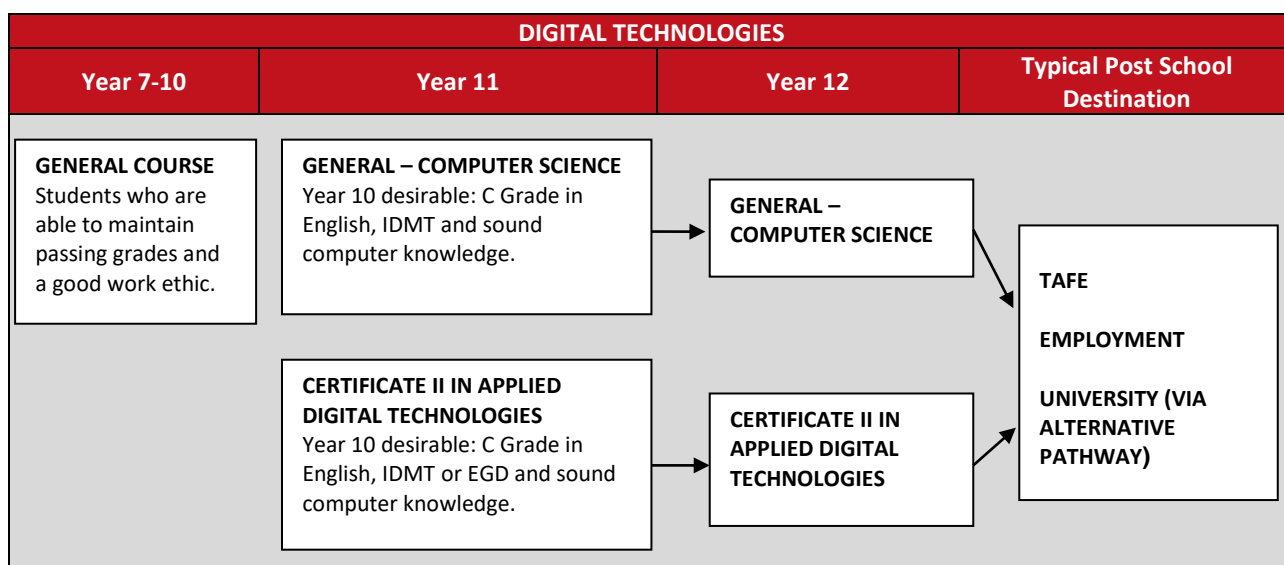 DIGITAL TECHNOLOGIES
Year 7-10
Year 11
Year 12
Typical Post School
Destination
GENERAL COURSE
Students who are
able to maintain
passing grades and
a good work ethic.
GENERAL – COMPUTER SCIENCE
Year 10 desirable: C Grade in
English, IDMT and sound
computer knowledge.
GENERAL –
COMPUTER SCIENCE
CERTIFICATE II IN APPLIED
DIGITAL TECHNOLOGIES
Year 10 desirable: C Grade in
English, IDMT or EGD and sound
computer knowledge.
CERTIFICATE II IN
APPLIED DIGITAL
TECHNOLOGIES
TAFE
EMPLOYMENT
UNIVERSITY (VIA
ALTERNATIVE
PATHWAY)